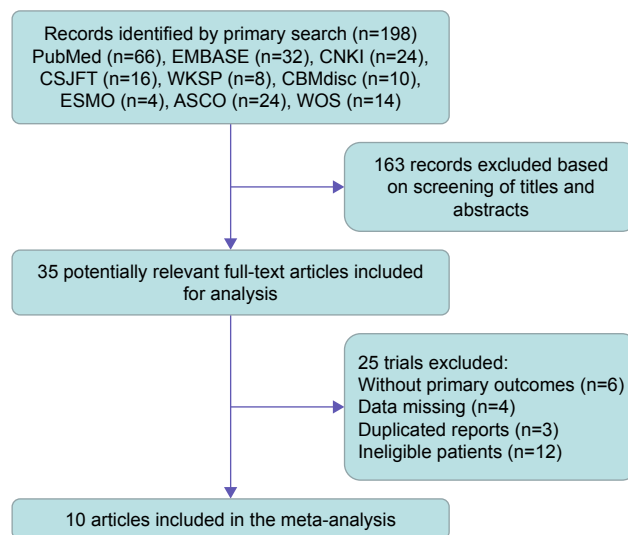 Records identified by primary search (n=198)
PubMed (n=66), EMBASE (n=32), CNKI (n=24),
CSJFT (n=16), WKSP (n=8), CBMdisc (n=10),
ESMO (n=4), ASCO (n=24), WOS (n=14)
163 records excluded based
on screening of titles and
abstracts
35 potentially relevant full-text articles included
for analysis
25 trials excluded:
Without primary outcomes (n=6)
Data missing (n=4)
Duplicated reports (n=3)
Ineligible patients (n=12)
10 articles included in the meta-analysis